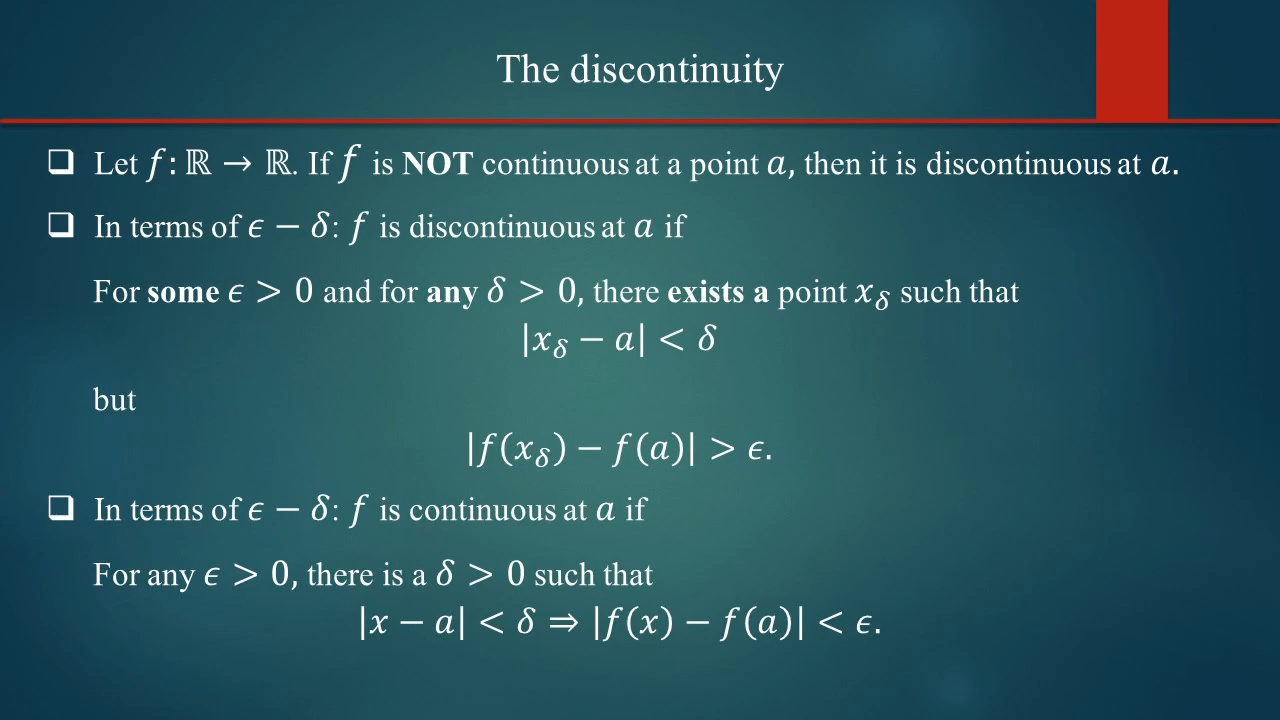 The discontinuity
❑ Let 𝑓: ℝ → ℝ. If 𝑓 is NOT continuous at a point 𝑎, then it is discontinuous at 𝑎.
❑ In terms of 𝜖 − 𝛿: 𝑓 is discontinuous at 𝑎 if
For some 𝜖 > 0 and for any 𝛿 > 0, there exists a point 𝑥_𝛿 such that
|𝑥_𝛿 − 𝑎| < 𝛿
but
|𝑓(𝑥_𝛿) − 𝑓(𝑎)| > 𝜖.
❑ In terms of 𝜖 − 𝛿: 𝑓 is continuous at 𝑎 if
For any 𝜖 > 0, there is a 𝛿 > 0 such that
|𝑥 − 𝑎| < 𝛿 ⇒ |𝑓(𝑥) − 𝑓(𝑎)| < 𝜖.